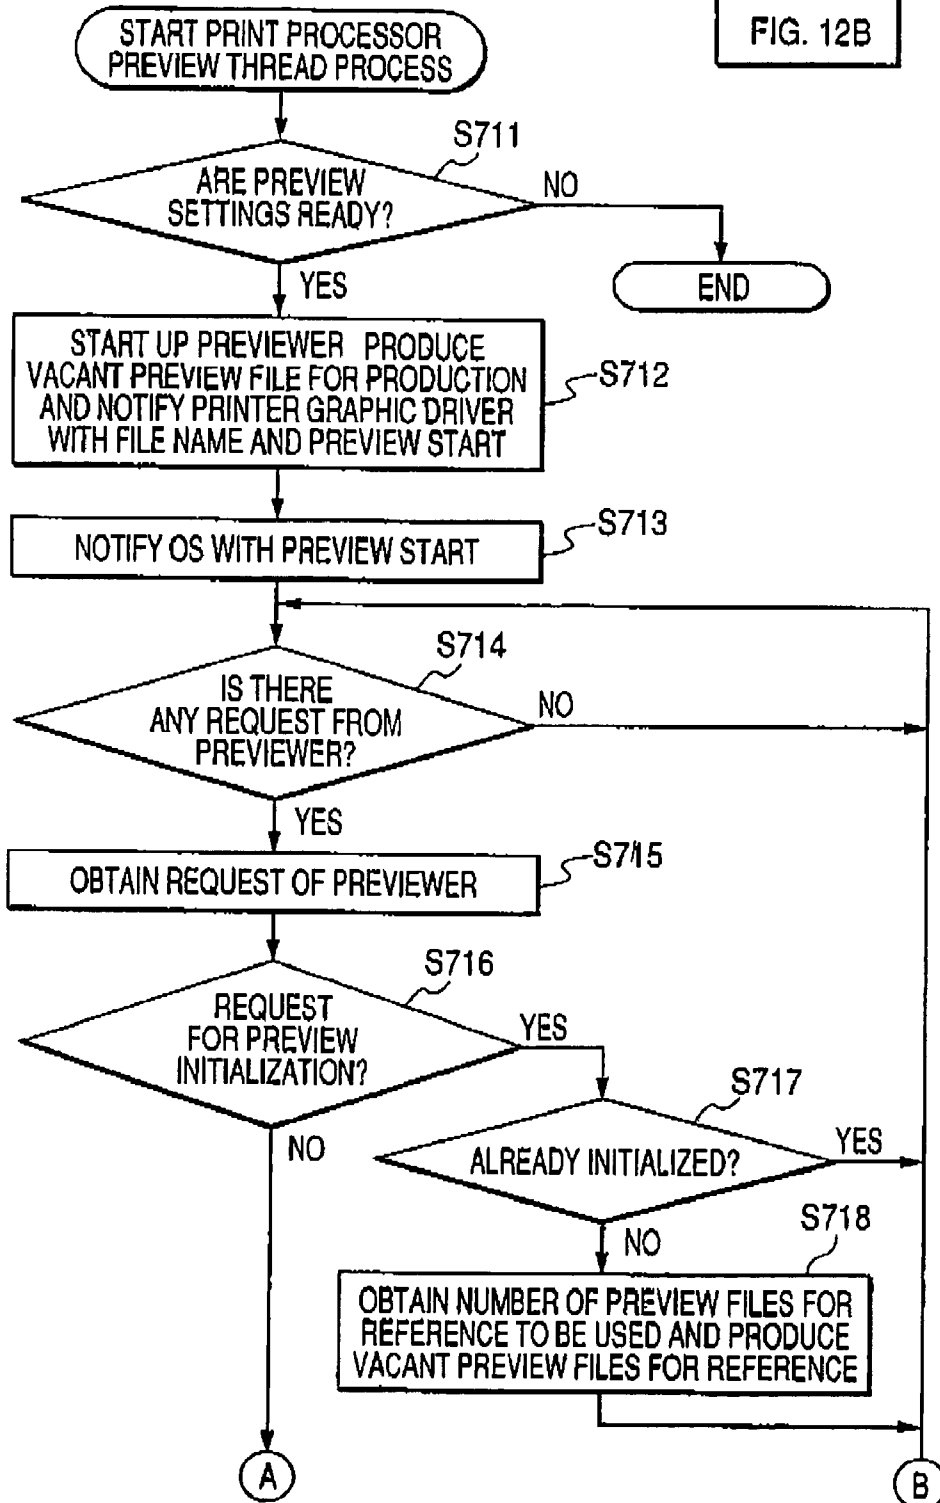 START PRINT PROCESSOR
PREVIEW THREAD PROCESS
FIG. 12B
S711
ARE PREVIEW
SETTINGS READY?
NO
END
YES
START UP PREVIEWER PRODUCE
VACANT PREVIEW FILE FOR PRODUCTION
AND NOTIFY PRINTER GRAPHIC DRIVER
WITH FILE NAME AND PREVIEW START
S712
NOTIFY OS WITH PREVIEW START
S713
S714
IS THERE
ANY REQUEST FROM
PREVIEWER?
NO
YES
OBTAIN REQUEST OF PREVIEWER
S715
S716
REQUEST
FOR PREVIEW
INITIALIZATION?
YES
NO
S717
ALREADY INITIALIZED?
YES
NO
S718
OBTAIN NUMBER OF PREVIEW FILES FOR
REFERENCE TO BE USED AND PRODUCE
VACANT PREVIEW FILES FOR REFERENCE
A
B